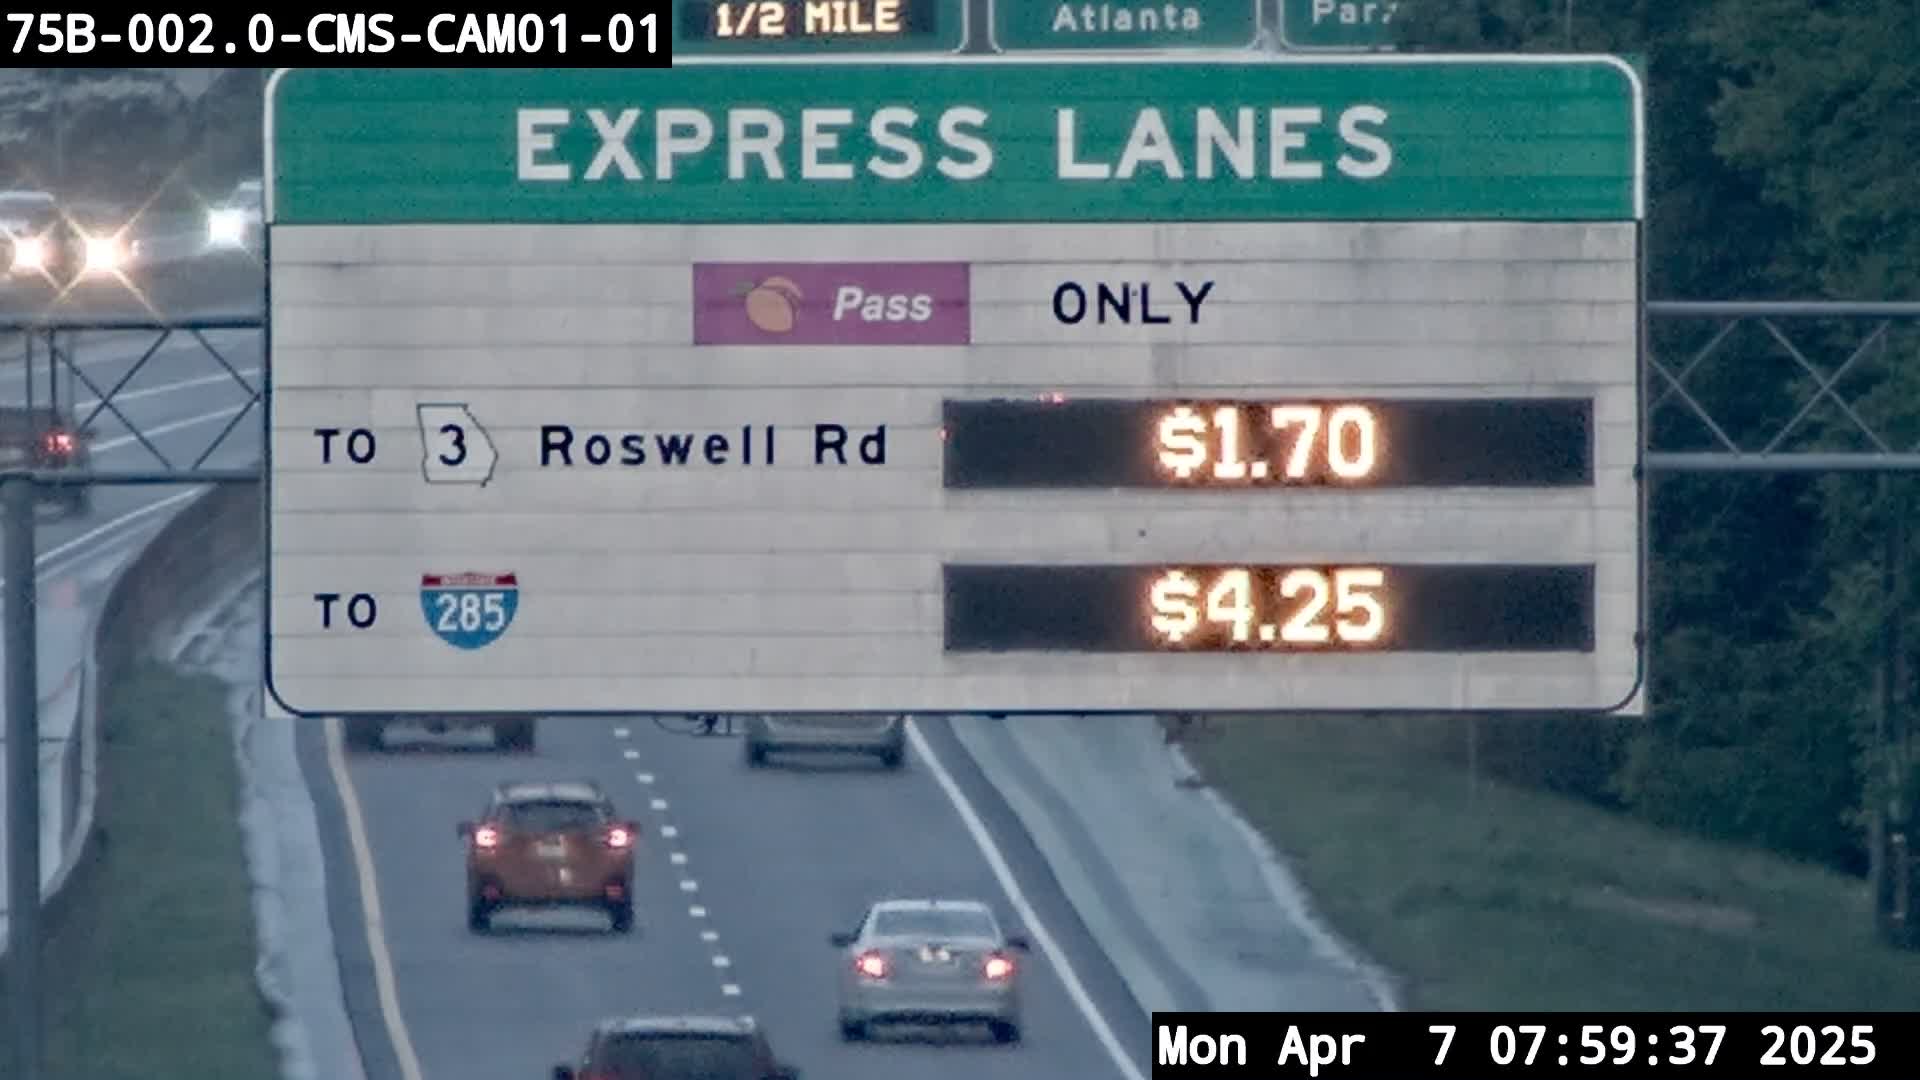 75B-002.0-CMS-CAM01-01
1/2 MILE
Atlanta
EXPRESS LANES
Pass ONLY
TO 3 Roswell Rd $1.70
TO 285 $4.25
Mon Apr 7 07:59:37 2025